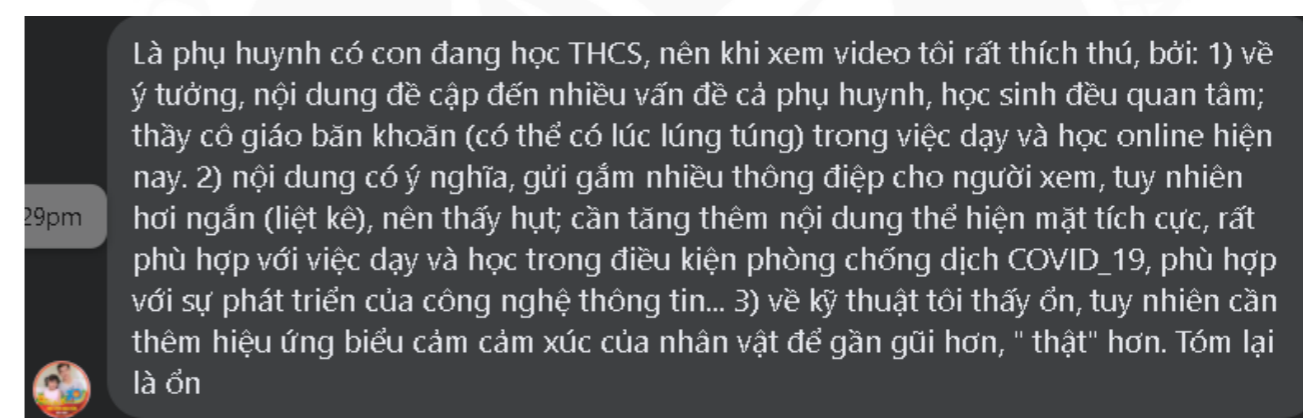 Là phụ huynh có con đang học THCS, nên khi xem video tôi rất thích thú, bởi: 1) về
ý tưởng, nội dung đề cập đến nhiều vấn đề cả phụ huynh, học sinh đều quan tâm;
thầy cô giáo băn khoăn (có thể có lúc lúng túng) trong việc dạy và học online hiện
nay. 2) nội dung có ý nghĩa, gửi gắm nhiều thông điệp cho người xem, tuy nhiên
hơi ngắn (liệt kê), nên thấy hụt; cần tăng thêm nội dung thể hiện mặt tích cực, rất
phù hợp với việc dạy và học trong điều kiện phòng chống dịch COVID_19, phù hợp
với sự phát triển của công nghệ thông tin... 3) về kỹ thuật tôi thấy ổn, tuy nhiên cần
thêm hiệu ứng biểu cảm cảm xúc của nhân vật để gần gũi hơn, " thật" hơn. Tóm lại
là ổn
29pm